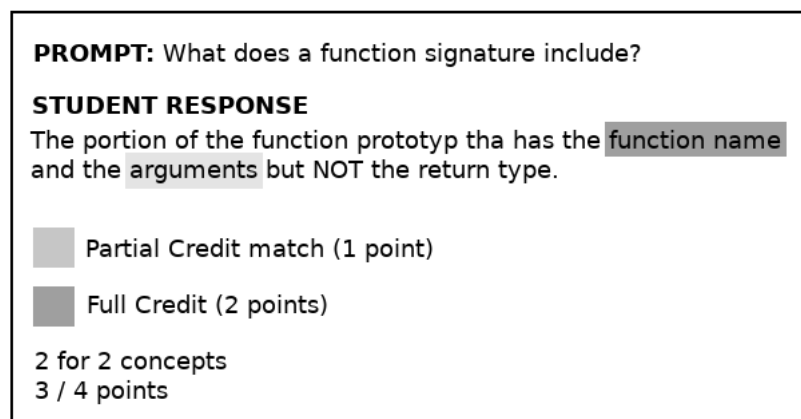 PROMPT: What does a function signature include?
STUDENT RESPONSE
The portion of the function prototyp tha has the function name
and the arguments but NOT the return type.
Partial Credit match (1 point)
Full Credit (2 points)
2 for 2 concepts
3 / 4 points